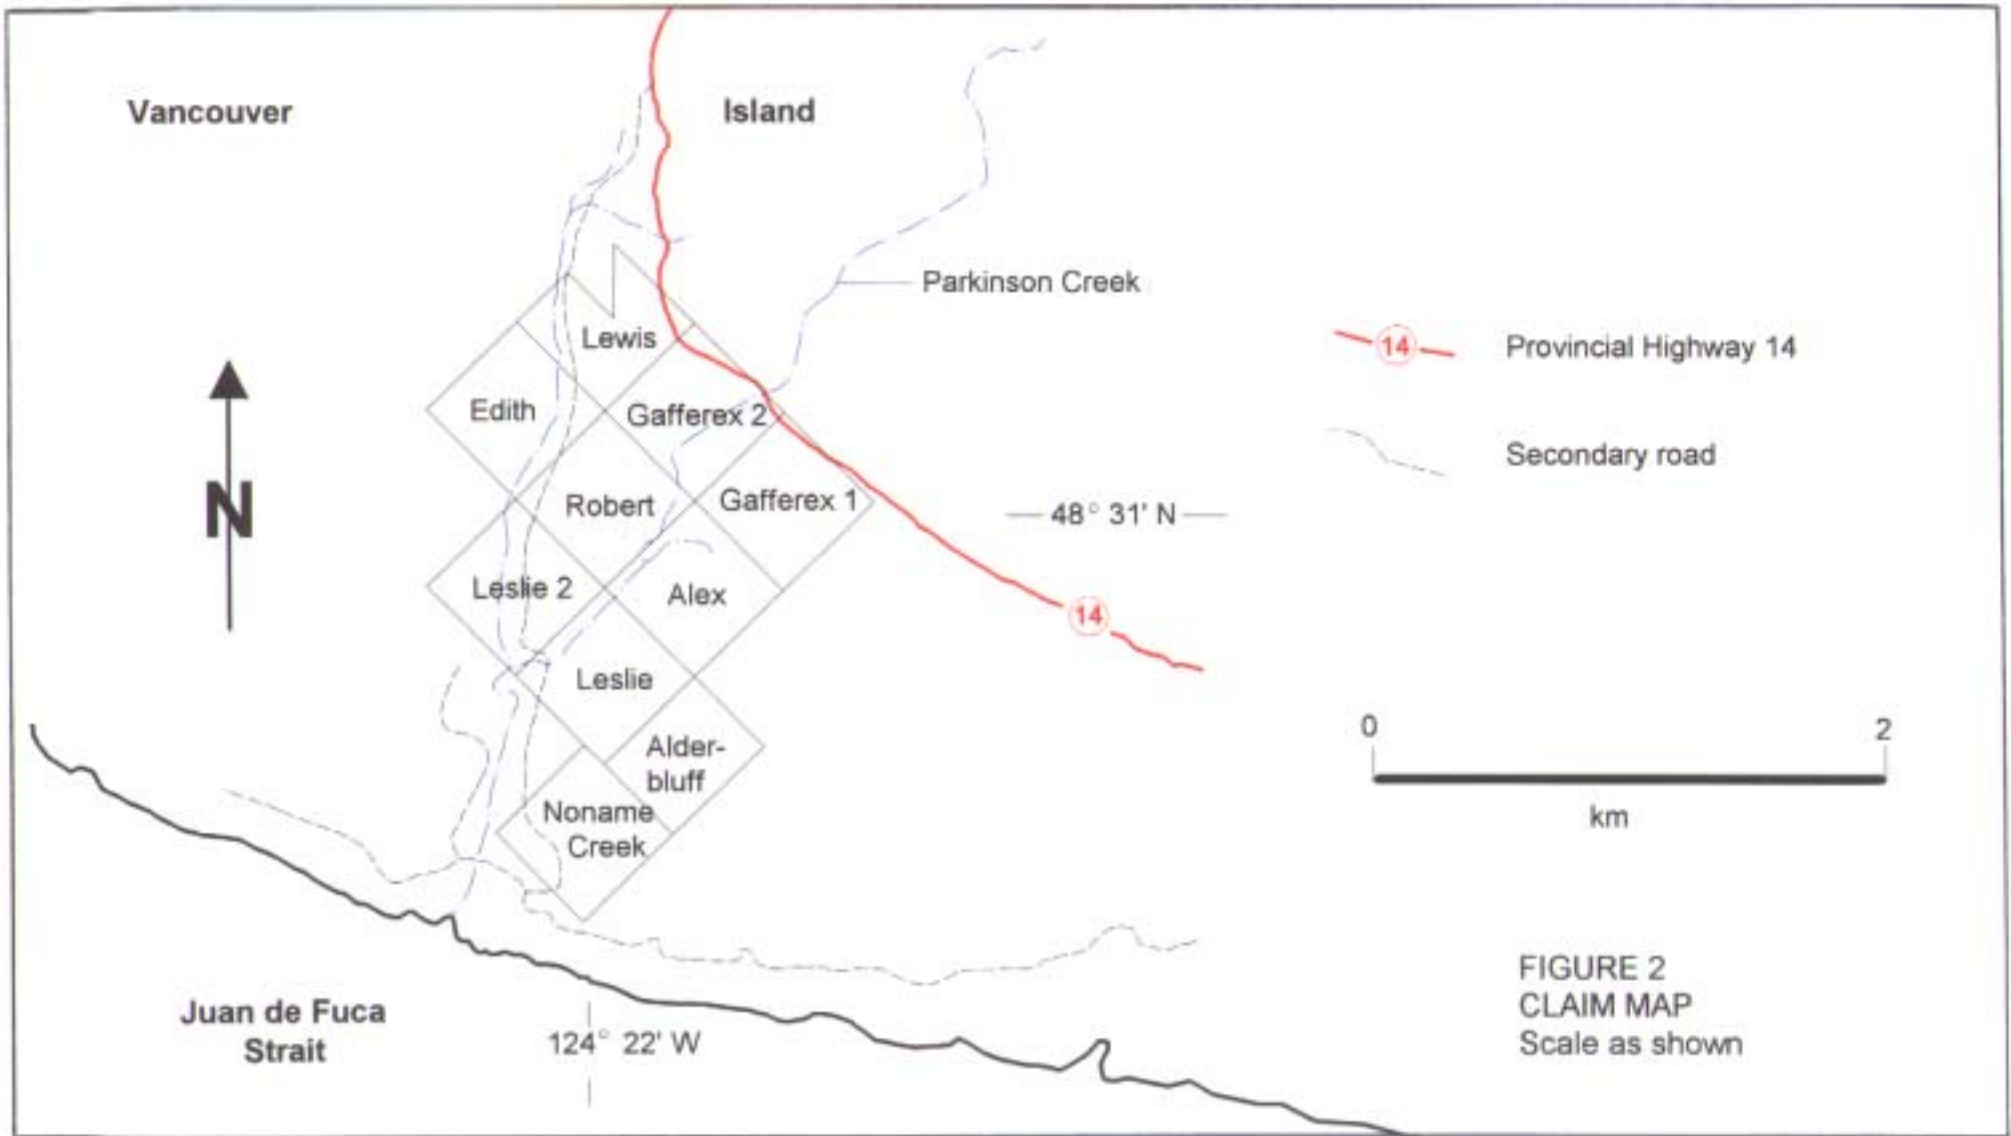 Vancouver
Island
Parkinson Creek
Lewis
14
Provincial Highway 14
Edith
Gafferex 2
Secondary road
N
Robert
Gafferex 1
48° 31' N
Leslie 2
Alex
14
Leslie
0
2
Alder-
bluff
km
Noname
Creek
FIGURE 2
CLAIM MAP
Scale as shown
Juan de Fuca
Strait
124° 22' W